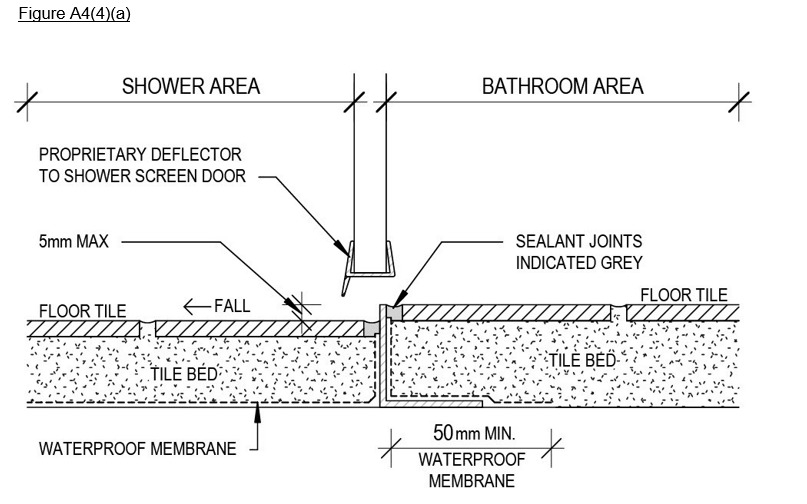 Figure A4(4)(a)
SHOWER AREA
BATHROOM AREA
PROPRIETARY DEFLECTOR
TO SHOWER SCREEN DOOR
5mm MAX
SEALANT JOINTS
INDICATED GREY
FLOOR TILE
FALL
FLOOR TILE
TILE BED
TILE BED
WATERPROOF MEMBRANE
50mm MIN.
WATERPROOF
MEMBRANE